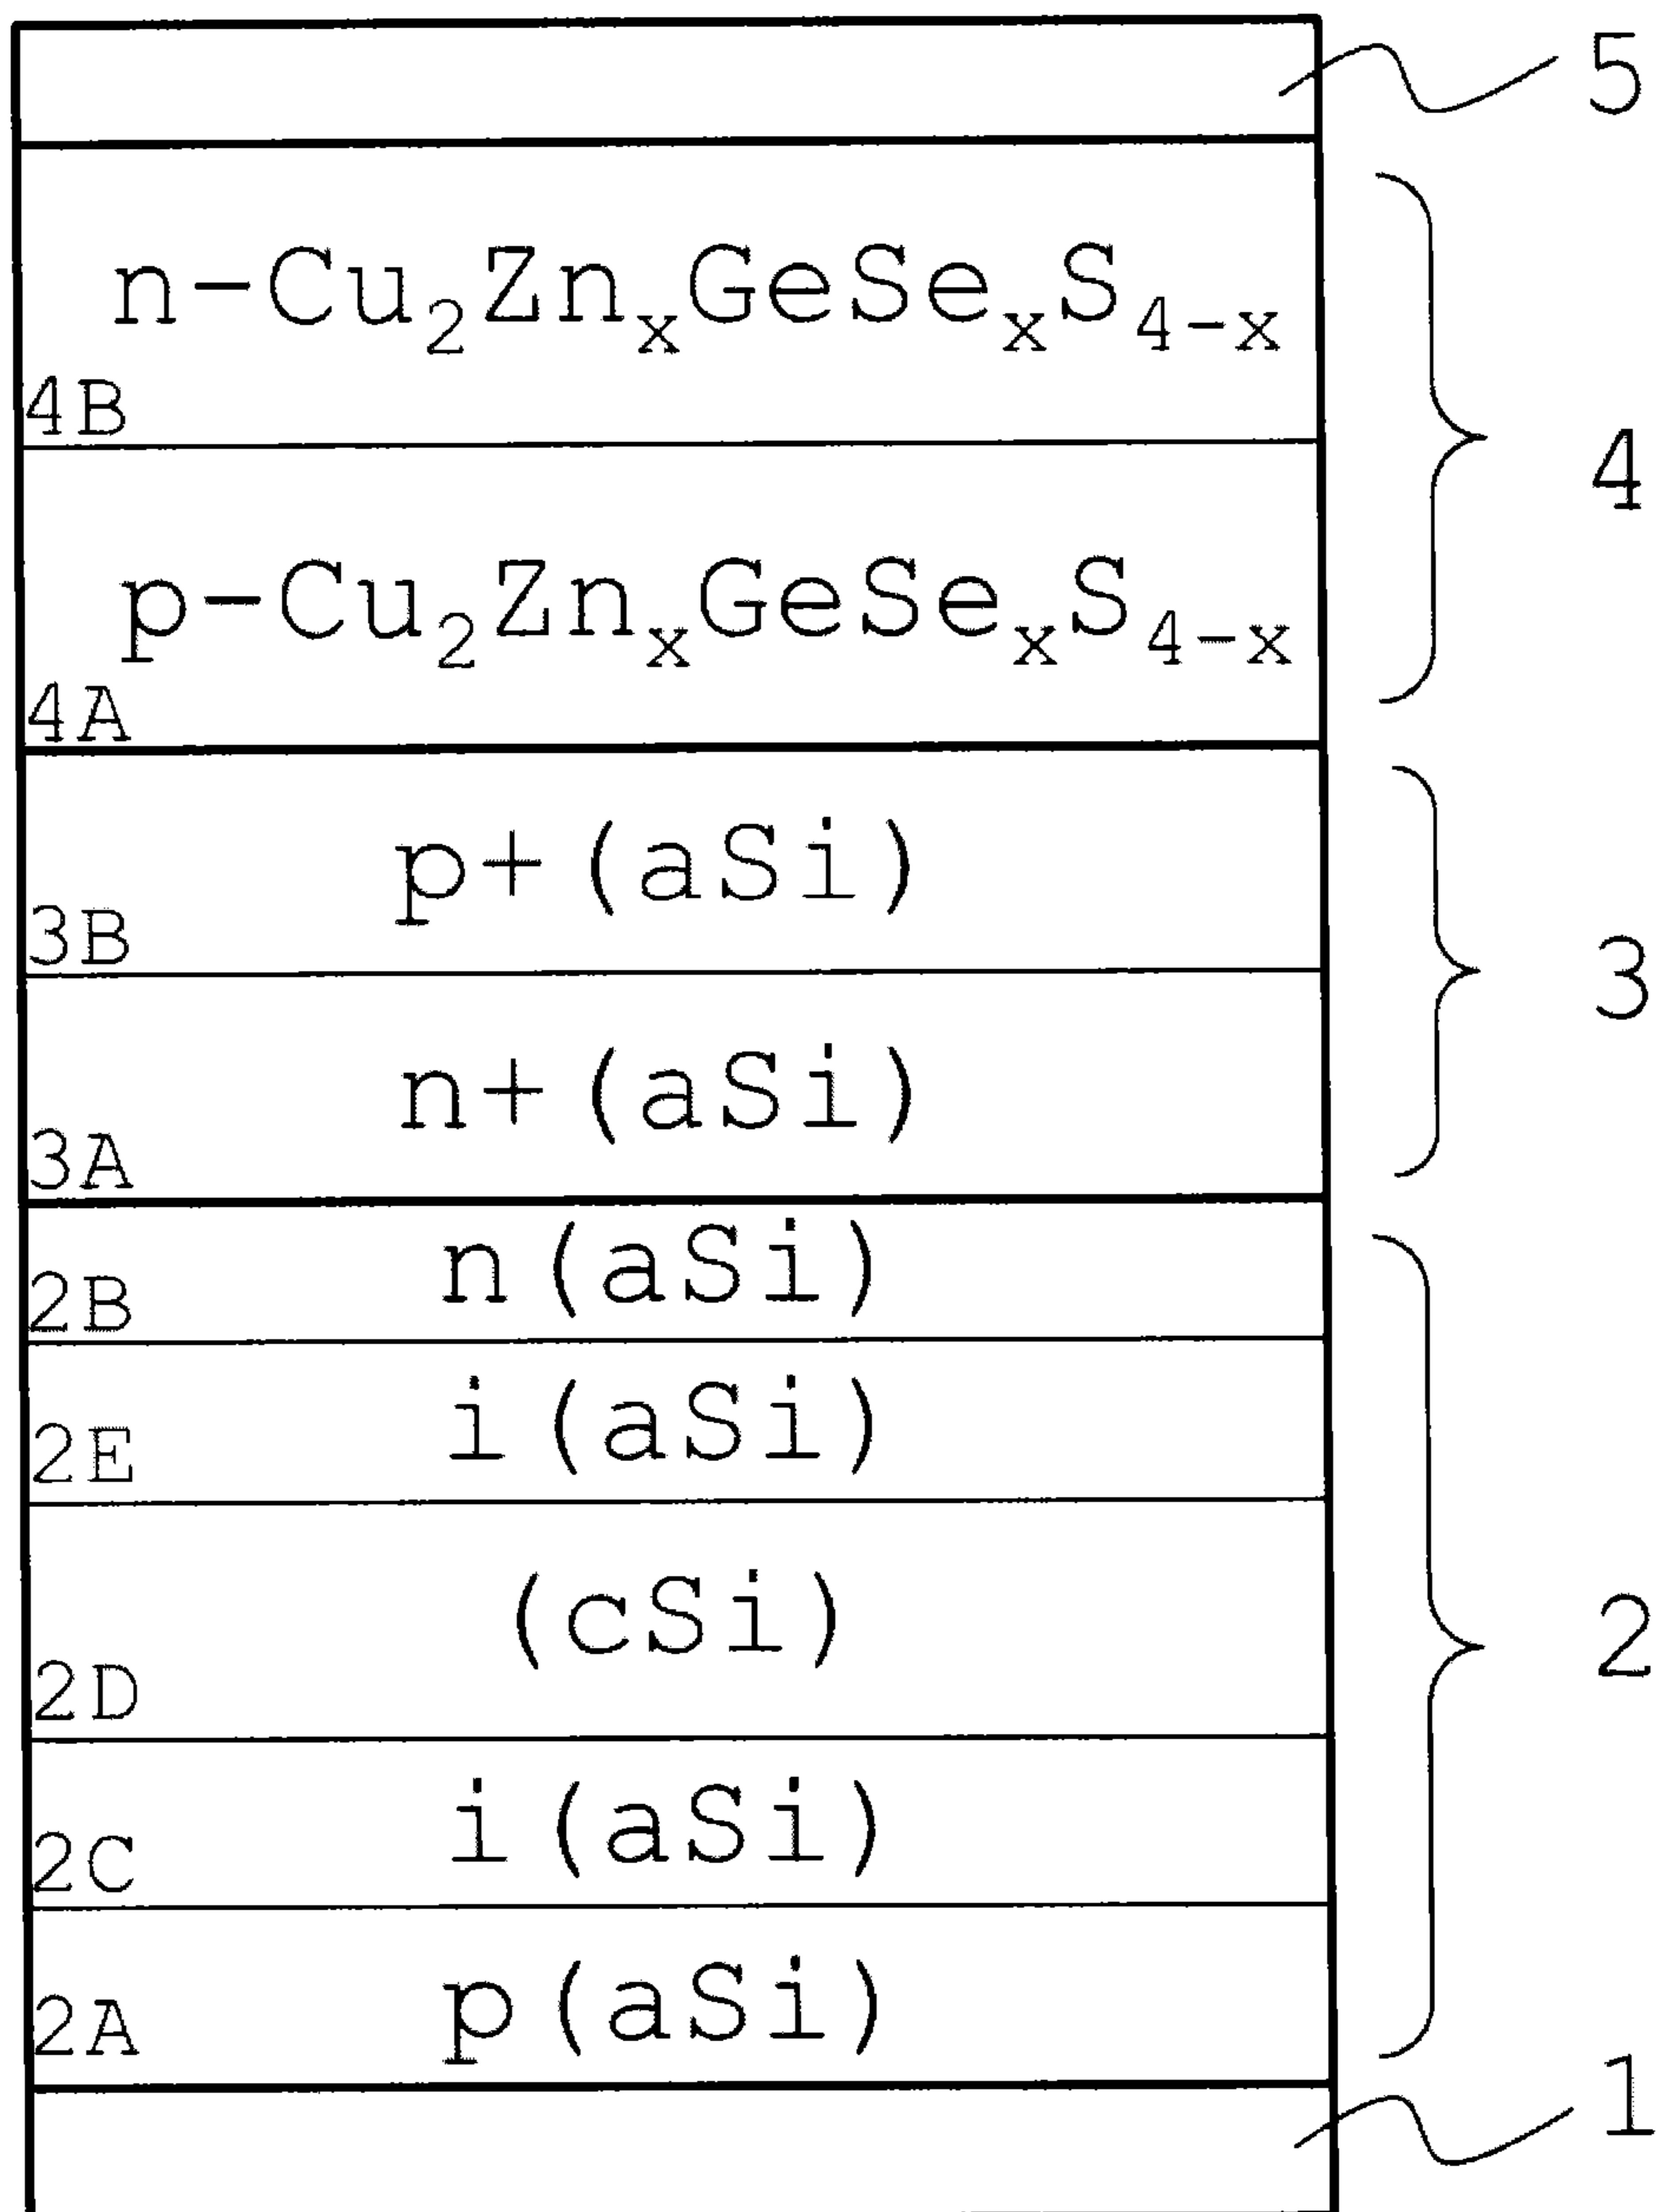 5
n-Cu₂ZnₓGeSeₓS₄₋ₓ
4B
4
p-Cu₂ZnₓGeSeₓS₄₋ₓ
4A
p+(aSi)
3B
3
n+(aSi)
3A
n(aSi)
2B
i(aSi)
2E
(cSi)
2D
2
i(aSi)
2C
p(aSi)
2A
1